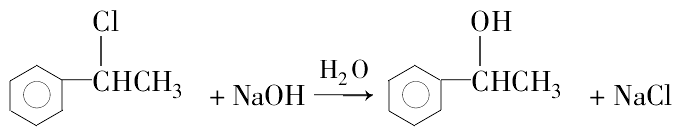 Cl OH
CHCH₃ + NaOH H₂O CHCH₃ + NaCl